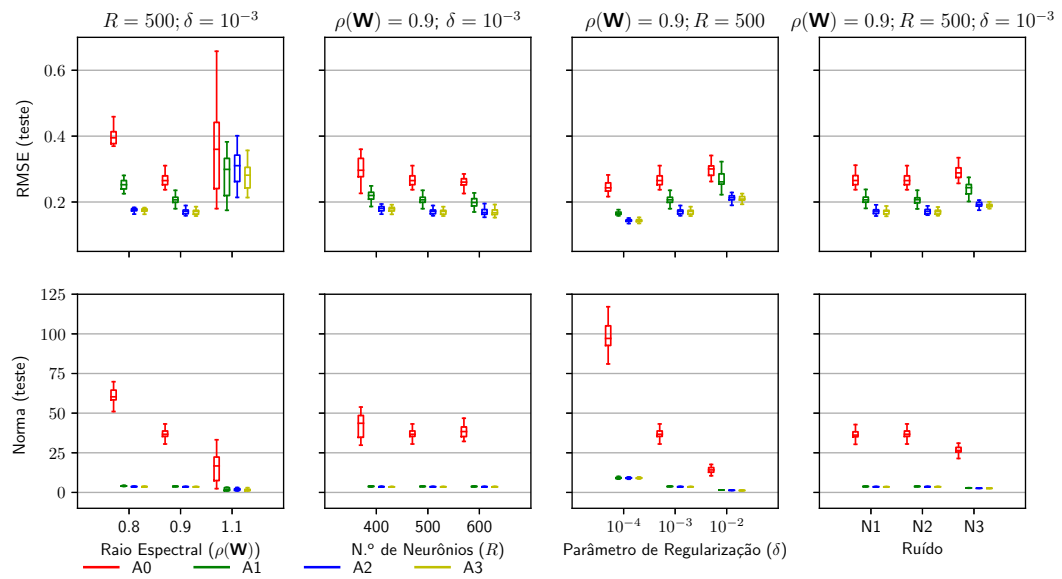 R = 500; δ = 10⁻³
ρ(W) = 0.9; δ = 10⁻³
ρ(W) = 0.9; R = 500
ρ(W) = 0.9; R = 500; δ = 10⁻³
RMSE (teste)
0.6
0.4
0.2
Norma (teste)
125
100
75
50
25
0
0.8 0.9 1.1
Raio Espectral (ρ(W))
400 500 600
N.º de Neurônios (R)
10⁻⁴ 10⁻³ 10⁻²
Parâmetro de Regularização (δ)
N1 N2 N3
Ruído
A0 A1 A2 A3